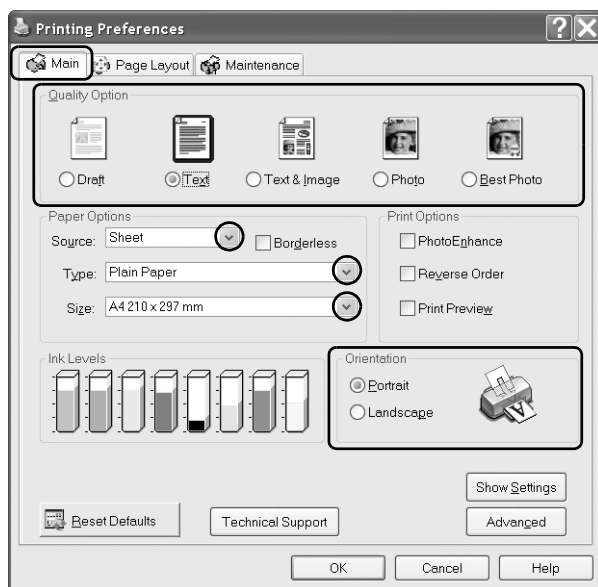 Printing Preferences
Main Page Layout Maintenance
Quality Option
Draft Text Text & Image Photo Best Photo
Paper Options
Source: Sheet Borderless
Type: Plain Paper
Size: A4 210 x 297 mm
Print Options
PhotoEnhance
Reverse Order
Print Preview
Ink Levels
Orientation
Portrait
Landscape
A
Show Settings
Reset Defaults Technical Support Advanced
OK Cancel Help